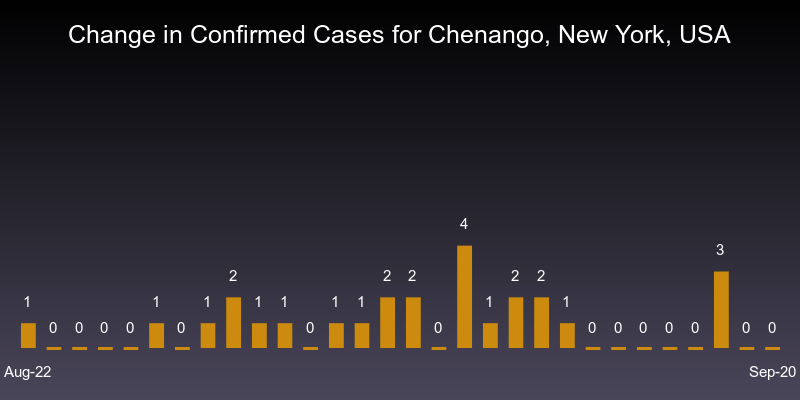 Change in Confirmed Cases for Chenango, New York, USA
4
3
2 2 2 2 2
1 1 1 1 1 1 1 1 1
0 0 0 0 0 0 0 0 0 0 0 0 0 0
Aug-22 Sep-20